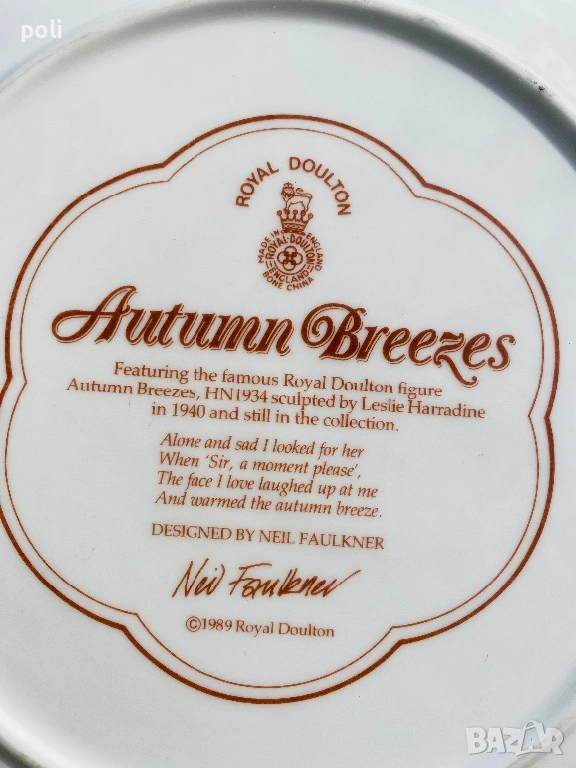 poli
ROYAL DOULTON
MADE IN ENGLAND
ROYAL·DOULTON
ENGLAND
BONE CHINA
Autumn Breezes
Featuring the famous Royal Doulton figure
Autumn Breezes, HN1934 sculpted by Leslie Harradine
in 1940 and still in the collection.
Alone and sad I looked for her
When 'Sir, a moment please',
The face I love laughed up at me
And warmed the autumn breeze.
DESIGNED BY NEIL FAULKNER
Neil Faulkner
©1989 Royal Doulton
BAZAR